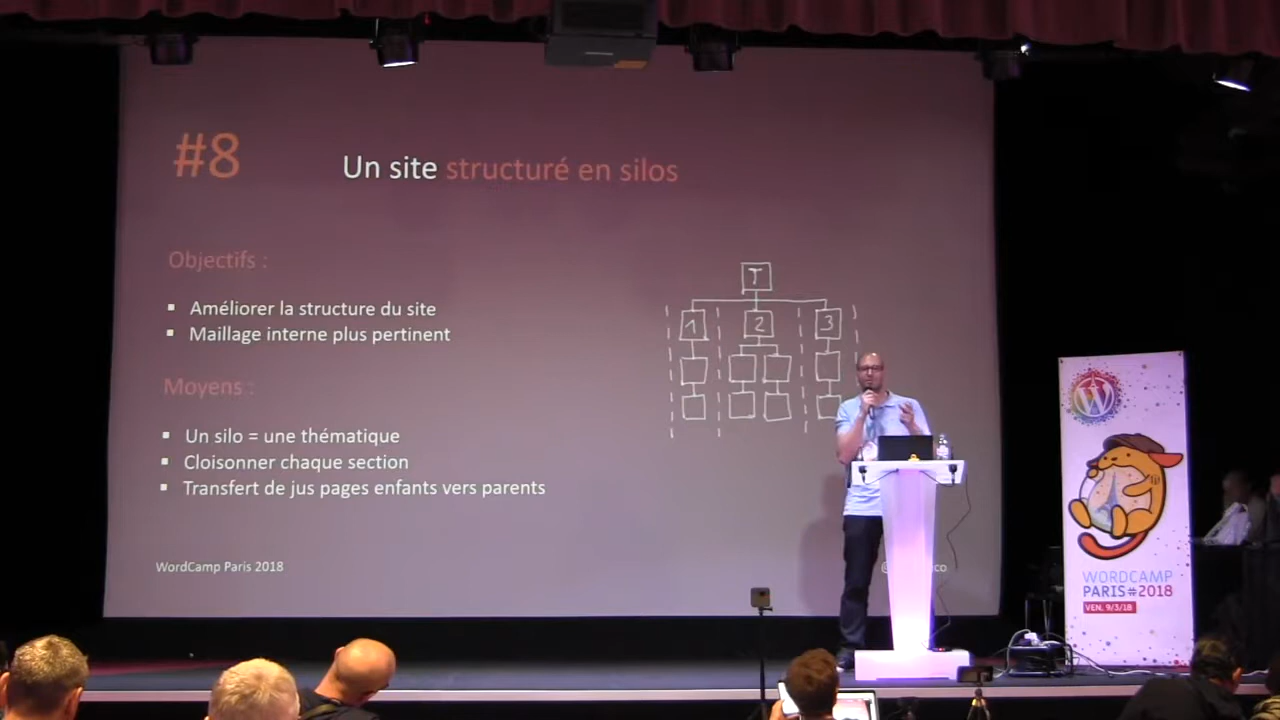 #8
Un site structuré en silos
Objectifs :
▪ Améliorer la structure du site
▪ Maillage interne plus pertinent
Moyens :
▪ Un silo = une thématique
▪ Cloisonner chaque section
▪ Transfert de jus pages enfants vers parents
T
1 2 3
WordCamp Paris 2018
WORDCAMP
PARIS#2018
VEN. 9/3/18